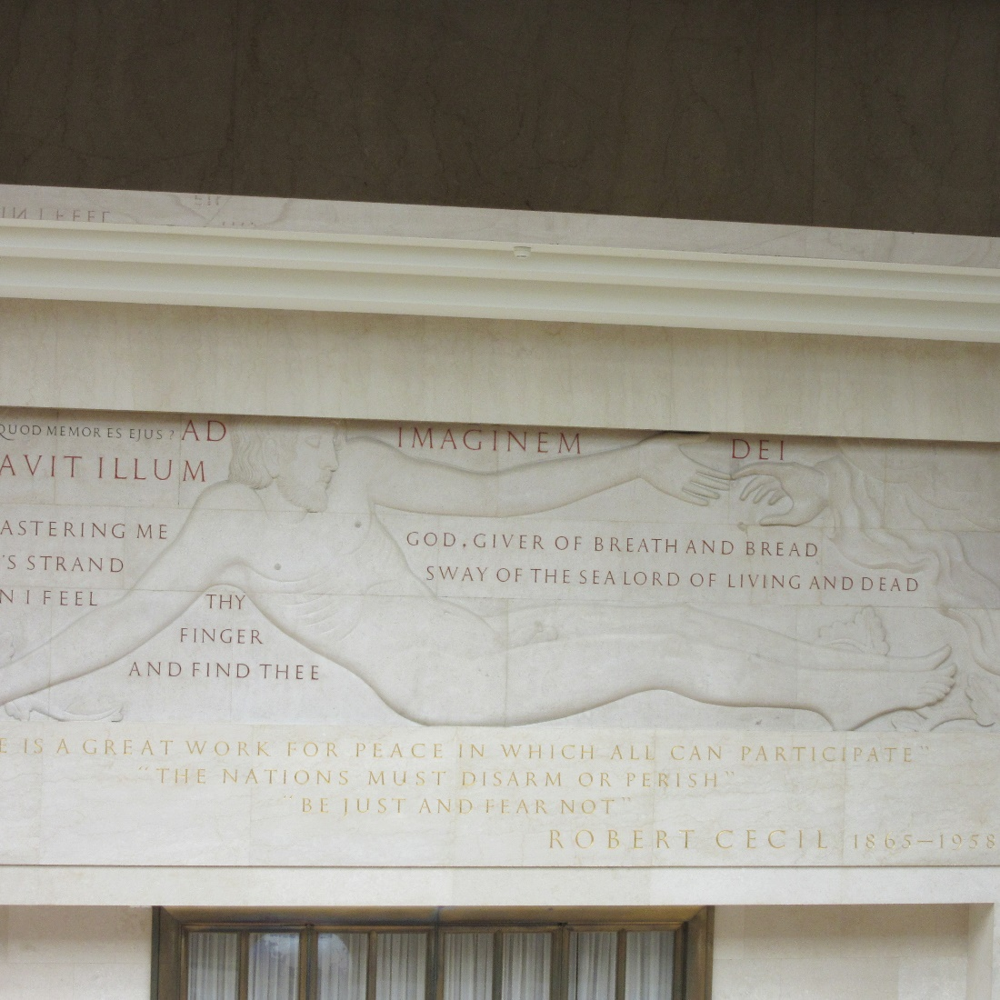 QUOD MEMOR ES EJUS? AD IMAGINEM DEI
AVIT ILLUM
ASTERING ME
'S STRAND
N I FEEL
THY
FINGER
AND FIND THEE
GOD, GIVER OF BREATH AND BREAD
SWAY OF THE SEA LORD OF LIVING AND DEAD
E IS A GREAT WORK FOR PEACE IN WHICH ALL CAN PARTICIPATE"
"THE NATIONS MUST DISARM OR PERISH"
"BE JUST AND FEAR NOT"
ROBERT CECIL 1865–1958